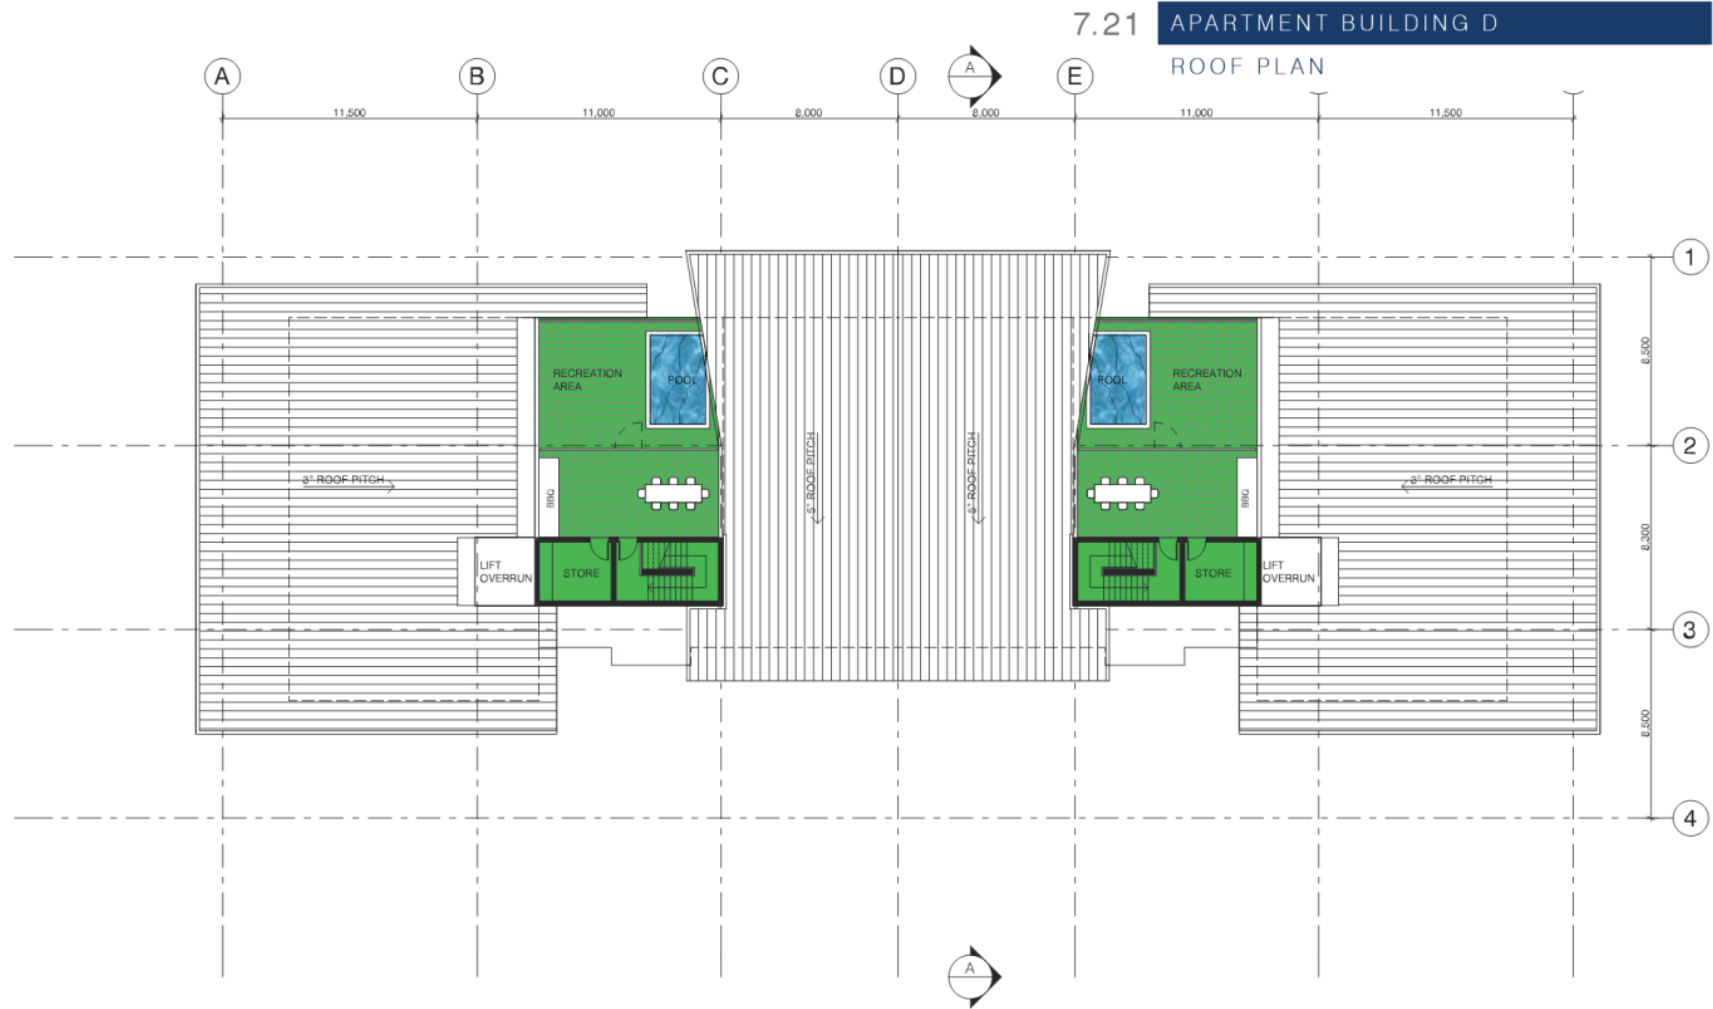 7.21 APARTMENT BUILDING D
ROOF PLAN
A B C D A E
11,500 11,000 8,000 8,000 11,000 11,500
1
8,500
RECREATION
AREA
POOL
POOL
RECREATION
AREA
2
3° ROOF PITCH
BBQ
5° ROOF PITCH
5° ROOF PITCH
BBQ
3° ROOF PITCH
8,300
LIFT
OVERRUN
STORE
STORE
LIFT
OVERRUN
3
8,500
4
A